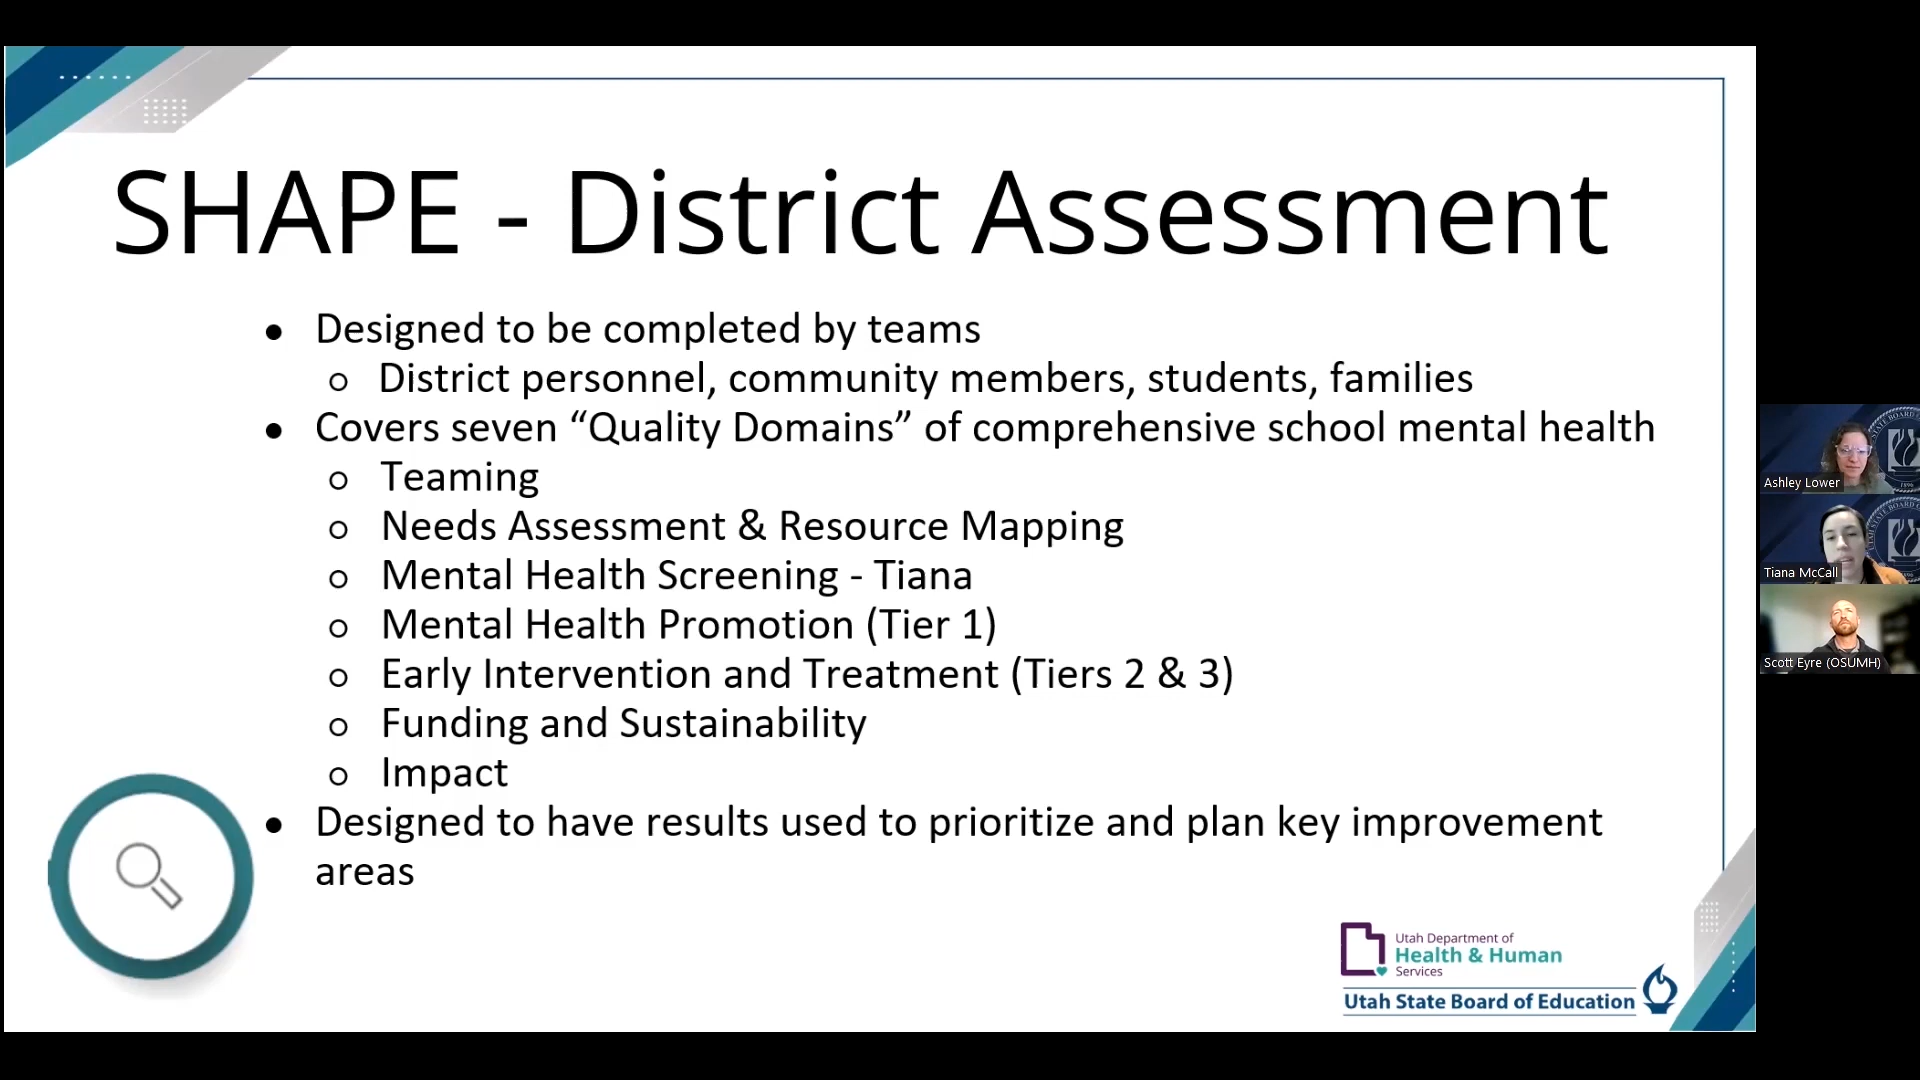 SHAPE - District Assessment
● Designed to be completed by teams
○ District personnel, community members, students, families
● Covers seven “Quality Domains” of comprehensive school mental health
○ Teaming
○ Needs Assessment & Resource Mapping
○ Mental Health Screening - Tiana
○ Mental Health Promotion (Tier 1)
○ Early Intervention and Treatment (Tiers 2 & 3)
○ Funding and Sustainability
○ Impact
● Designed to have results used to prioritize and plan key improvement
areas
Utah Department of
Health & Human
Services
Utah State Board of Education
Ashley Lower
Tiana McCall
Scott Eyre (OSUMH)